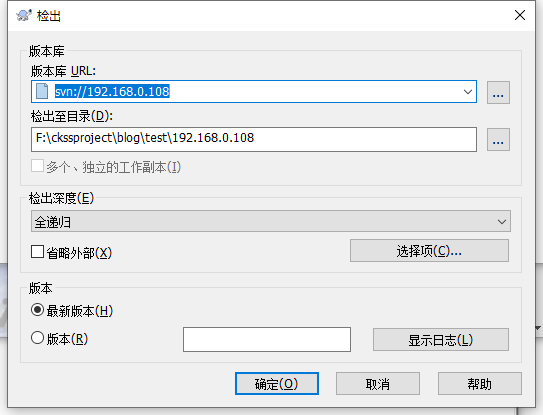 检出
版本库
版本库 URL:
svn://192.168.0.108
...
检出至目录(D):
F:\ckssproject\blog\test\192.168.0.108
...
多个、独立的工作副本(I)
检出深度(E)
全递归
省略外部(X)
选择项(C)...
版本
最新版本(H)
版本(R)
显示日志(L)
确定(O)
取消
帮助